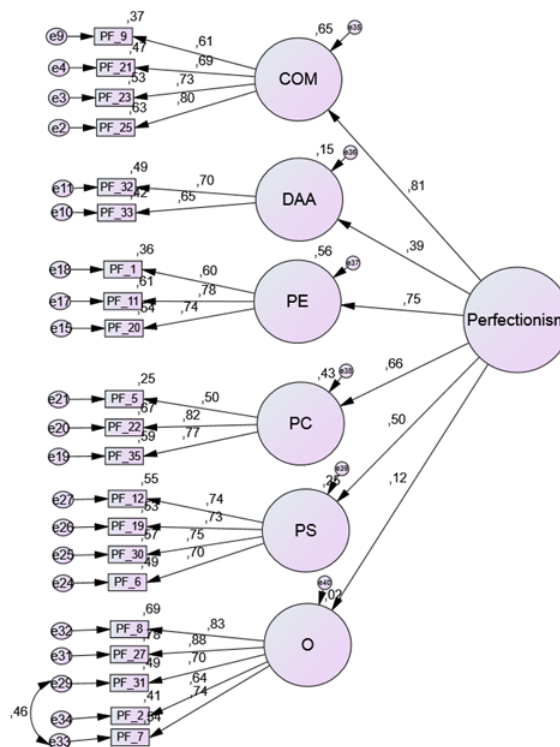 ,37
,65
e9
PF_9
,61
e35
,47
e4
PF_21
,69
COM
,53
,73
e3
PF_23
,80
,63
e2
PF_25
,49
,15
e36
,81
e11
PF_32
,70
,42
,65
DAA
e10
PF_33
,39
,36
,56
e37
e18
PF_1
,60
,61
,78
,75
e17
PF_11
PE
,54
,74
e15
PF_20
Perfectionism
,66
,25
,43
e38
e21
PF_5
,50
,67
,82
,50
e20
PF_22
PC
,59
,77
e19
PF_35
,12
,55
,25
e39
e27
PF_12
,74
,53
,73
e26
PF_19
PS
,57
,75
e25
PF_30
,70
,49
e24
PF_6
e40
,69
,02
e32
PF_8
,83
,78
,88
e31
PF_27
O
,49
,70
e29
PF_31
,64
,46
,41
,74
e34
PF_2
,54
e33
PF_7